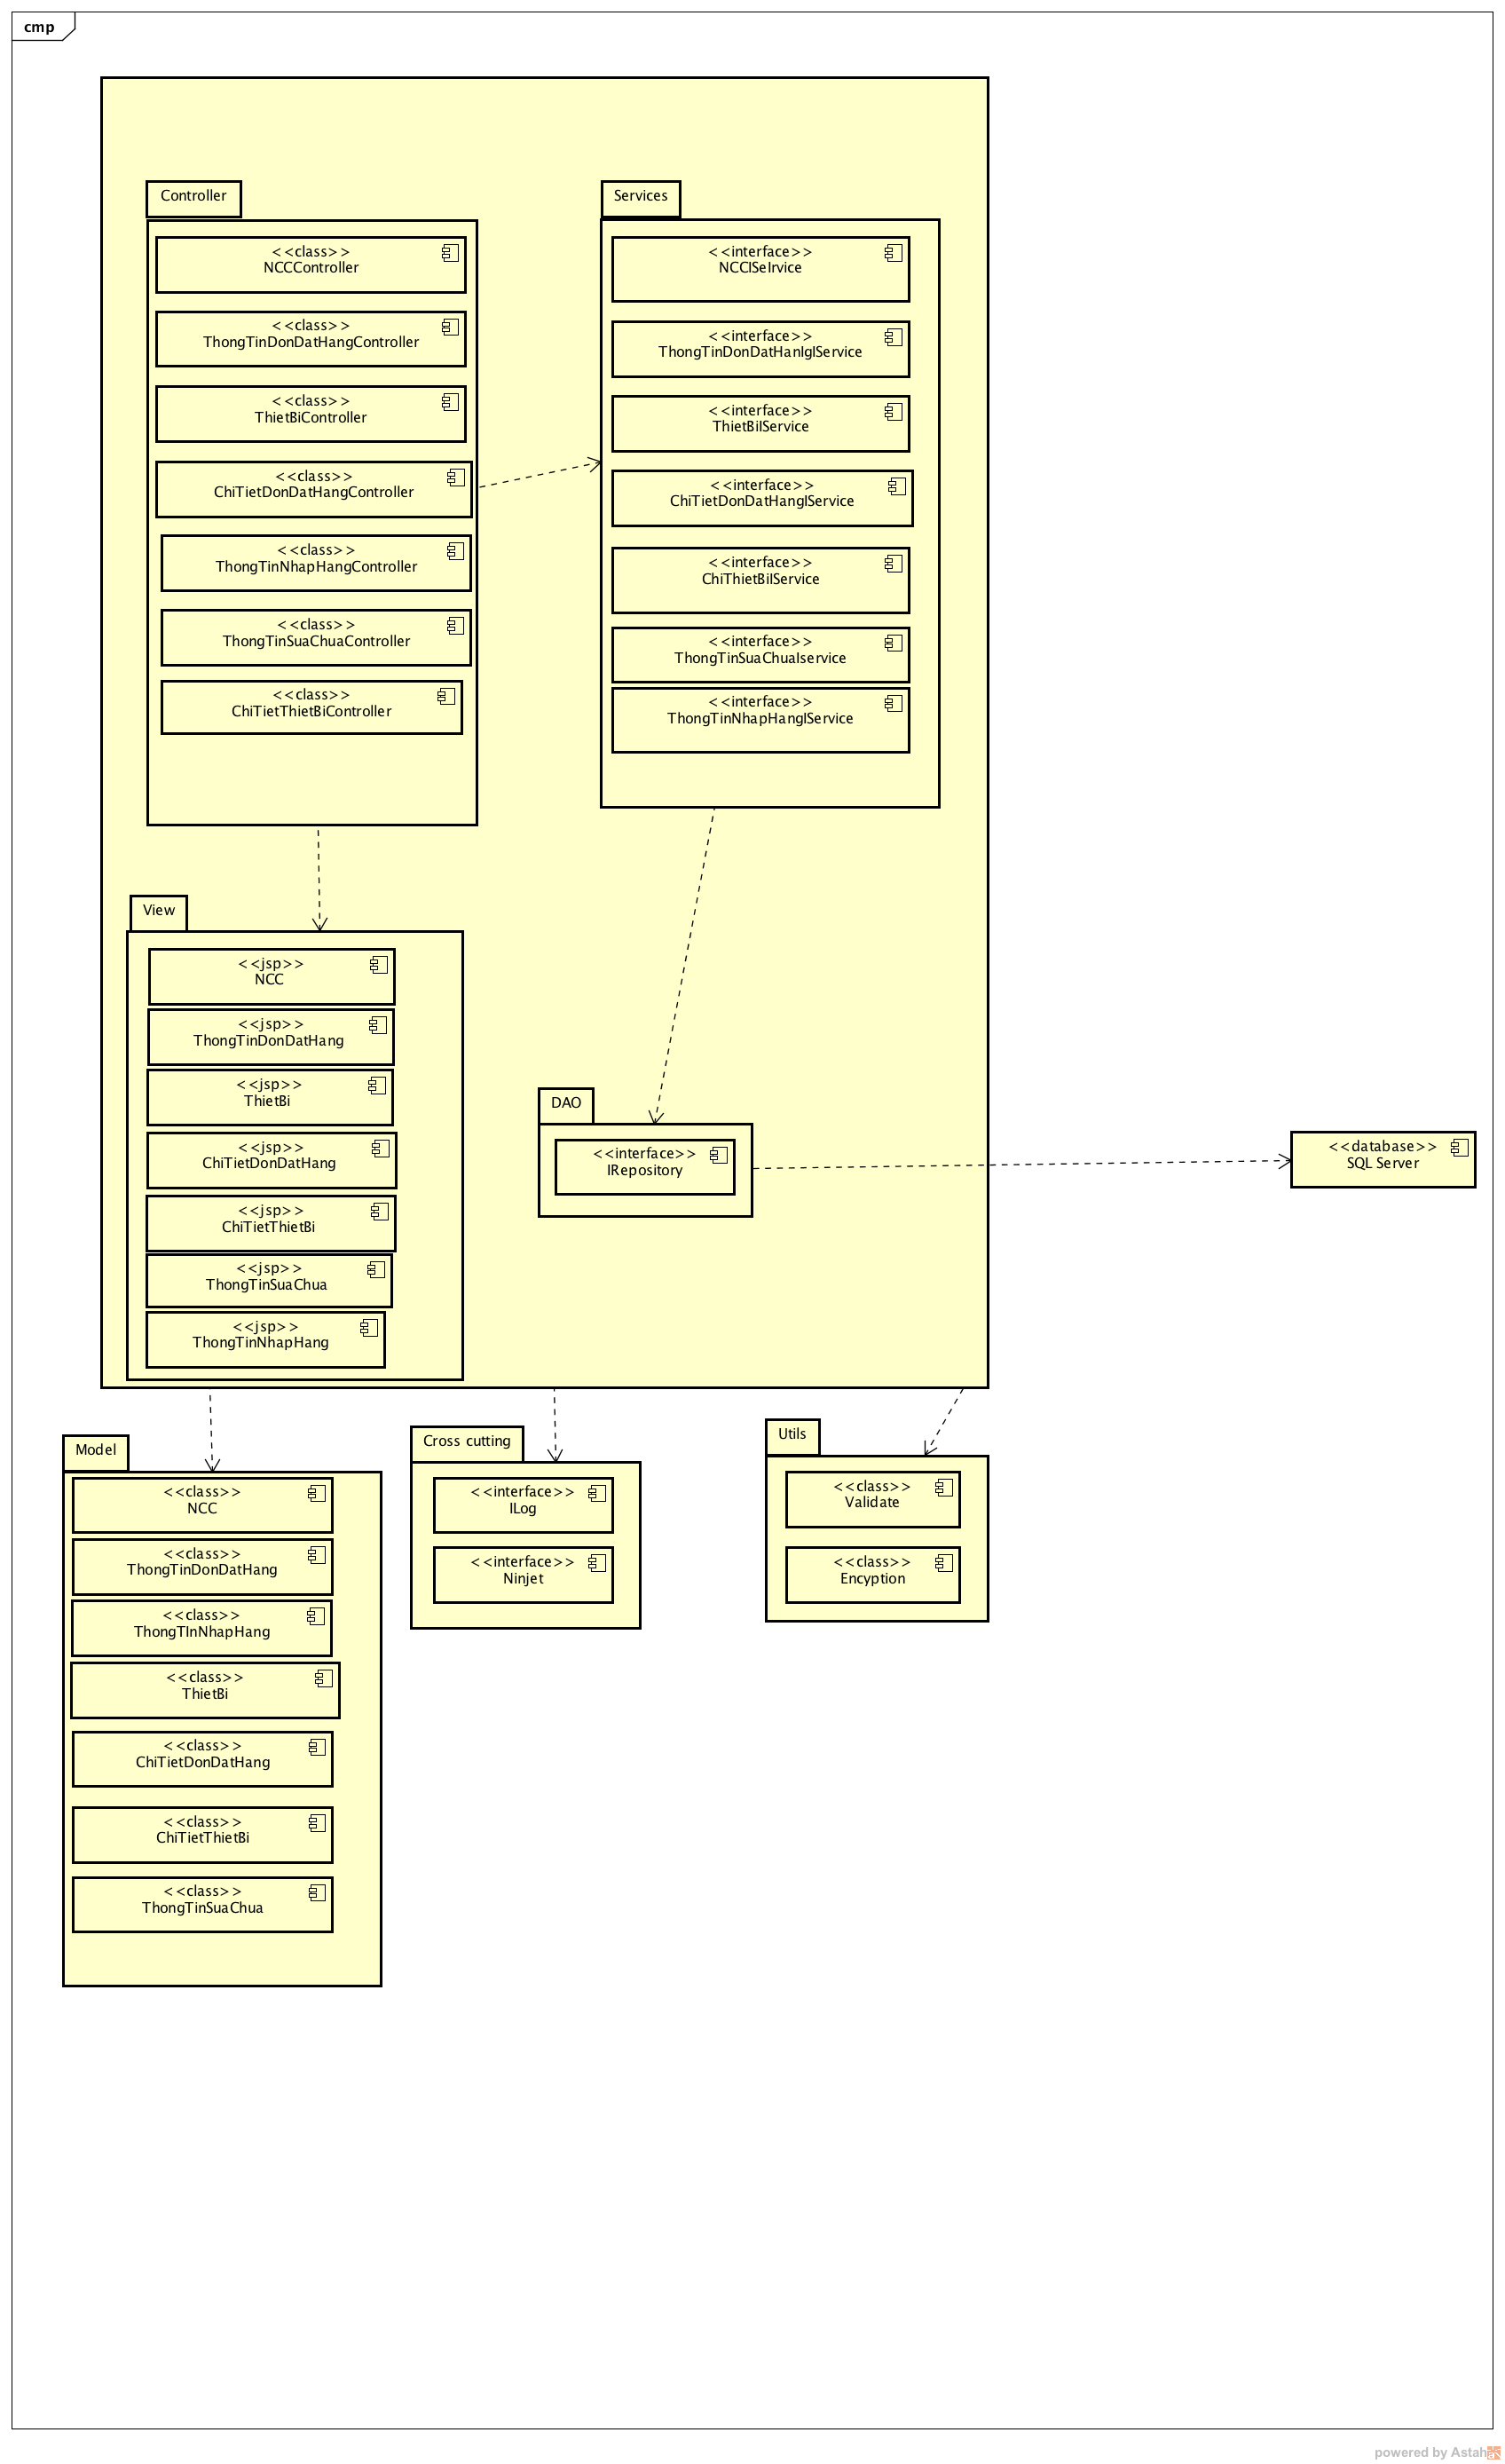 cmp
Controller
<<class>>
NCCController
<<class>>
ThongTinDonDatHangController
<<class>>
ThietBiController
<<class>>
ChiTietDonDatHangController
<<class>>
ThongTinNhapHangController
<<class>>
ThongTinSuaChuaController
<<class>>
ChiTietThietBiController
Services
<<interface>>
NCCISeIrvice
<<interface>>
ThongTinDonDatHanIgIService
<<interface>>
ThietBiIService
<<interface>>
ChiTietDonDatHangIService
<<interface>>
ChiThietBiIService
<<interface>>
ThongTinSuaChuaIservice
<<interface>>
ThongTinNhapHangIService
View
<<jsp>>
NCC
<<jsp>>
ThongTinDonDatHang
<<jsp>>
ThietBi
<<jsp>>
ChiTietDonDatHang
<<jsp>>
ChiTietThietBi
<<jsp>>
ThongTinSuaChua
<<jsp>>
ThongTinNhapHang
DAO
<<interface>>
IRepository
<<database>>
SQL Server
Model
<<class>>
NCC
<<class>>
ThongTinDonDatHang
<<class>>
ThongTInNhapHang
<<class>>
ThietBi
<<class>>
ChiTietDonDatHang
<<class>>
ChiTietThietBi
<<class>>
ThongTinSuaChua
Cross cutting
<<interface>>
ILog
<<interface>>
Ninjet
Utils
<<class>>
Validate
<<class>>
Encyption
powered by Astah